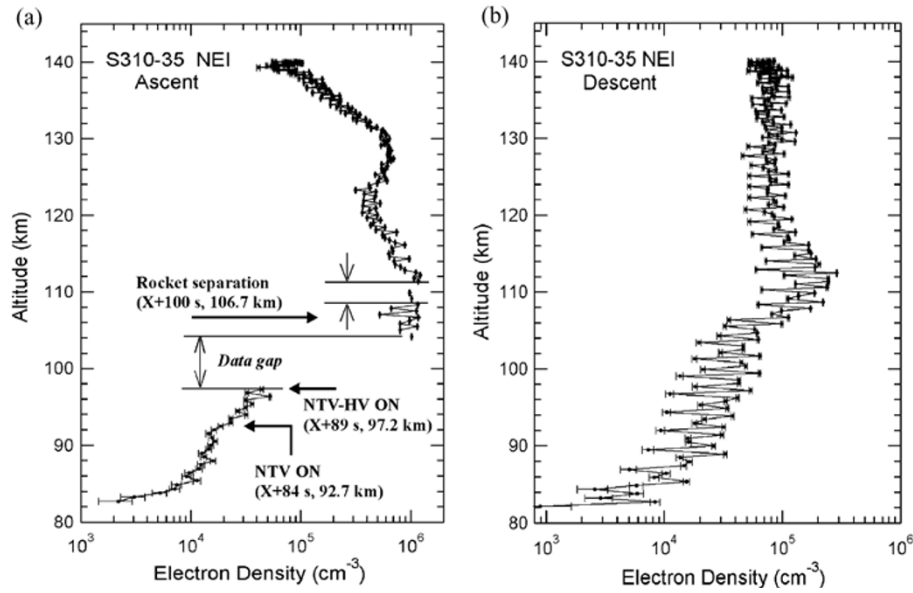 (a)
S310-35 NEI
Ascent
140
130
120
110
100
90
80
Altitude (km)
Rocket separation
(X+100 s, 106.7 km)
Data gap
NTV-HV ON
(X+89 s, 97.2 km)
NTV ON
(X+84 s, 92.7 km)
10³ 10⁴ 10⁵ 10⁶
Electron Density (cm⁻³)
(b)
S310-35 NEI
Descent
140
130
120
110
100
90
80
Altitude (km)
10³ 10⁴ 10⁵ 10⁶
Electron Density (cm⁻³)